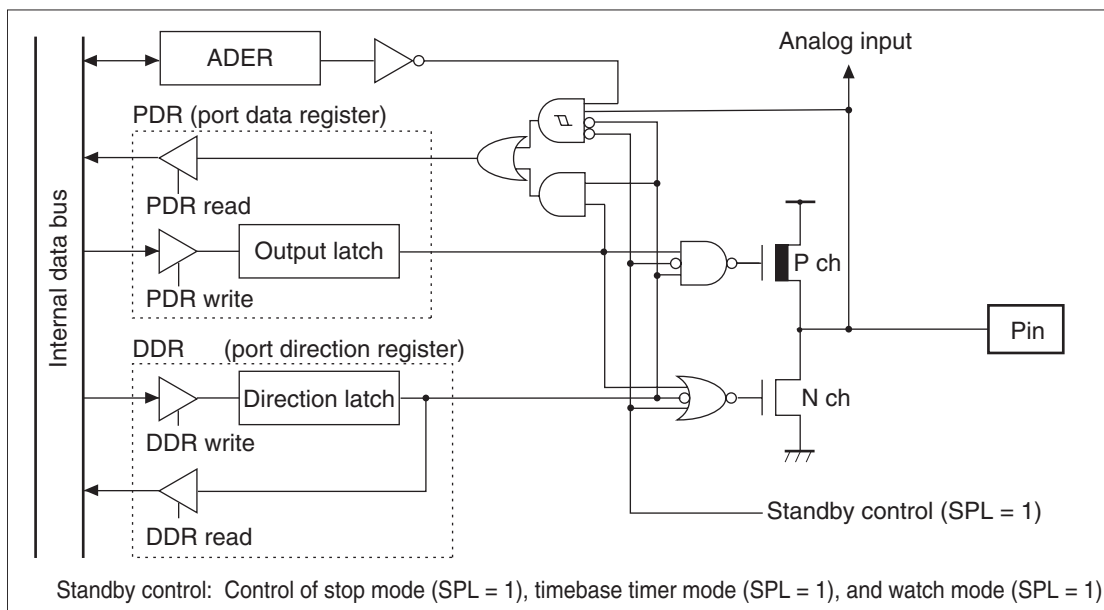 Analog input
ADER
PDR (port data register)
PDR read
Output latch
P ch
PDR write
Internal data bus
Pin
DDR (port direction register)
Direction latch
N ch
DDR write
DDR read
Standby control (SPL = 1)
Standby control: Control of stop mode (SPL = 1), timebase timer mode (SPL = 1), and watch mode (SPL = 1)